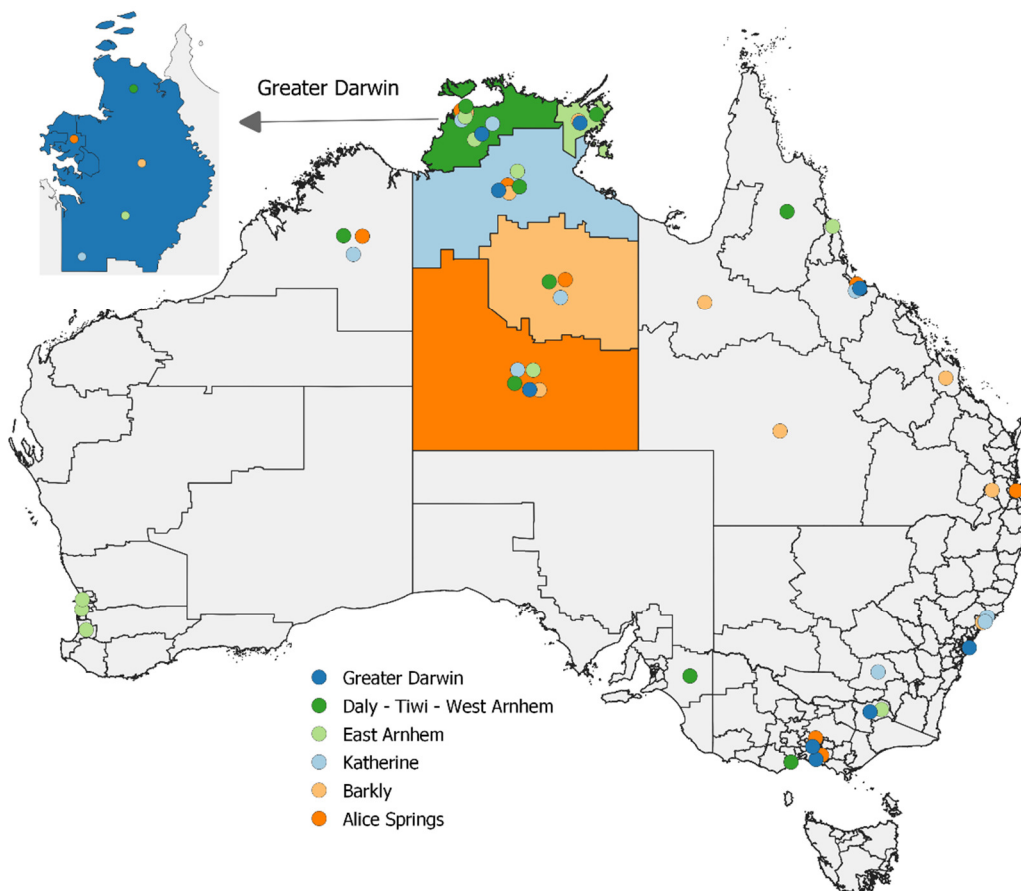 Greater Darwin
Greater Darwin
Daly - Tiwi - West Arnhem
East Arnhem
Katherine
Barkly
Alice Springs